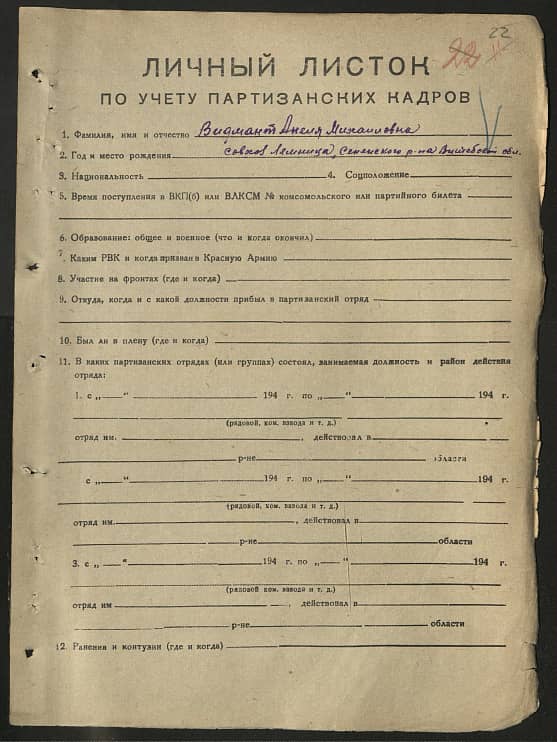 22
22
ЛИЧНЫЙ ЛИСТОК
ПО УЧЕТУ ПАРТИЗАНСКИХ КАДРОВ
1. Фамилия, имя и отчество Видмант Анеля Михайловна
2. Год и место рождения совхоз Лямница, Сенненского р-на Витебской обл.
3. Национальность 4. Соцположение
5. Время поступления в ВКП(б) или ВЛКСМ № комсомольского или партийного билета
6. Образование: общее и военное (что и когда окончил)
7. Каким РВК и когда призван в Красную Армию
8. Участие на фронтах (где и когда)
9. Откуда, когда и с какой должности прибыл в партизанский отряд
10. Был ли в плену (где и когда)
11. В каких партизанских отрядах (или группах) состоял, занимаемая должность и район действия
отряда:
1. с „ — “ 194 г. по „ — “ 194 г.
(рядовой, ком. взвода и т. д.)
отряд им. , действовал в
р-не области
с „ — “ 194 г. по „ — “ 194 г.
(рядовой, ком. взвода и т. д.)
отряд им. , действовал в
р-не области
3. с „ — “ 194 г. по „ — “ 194 г.
(рядовой ком. взвода и т. д.)
отряд им , действовал в
р-не области
12. Ранения и контузии (где и когда)